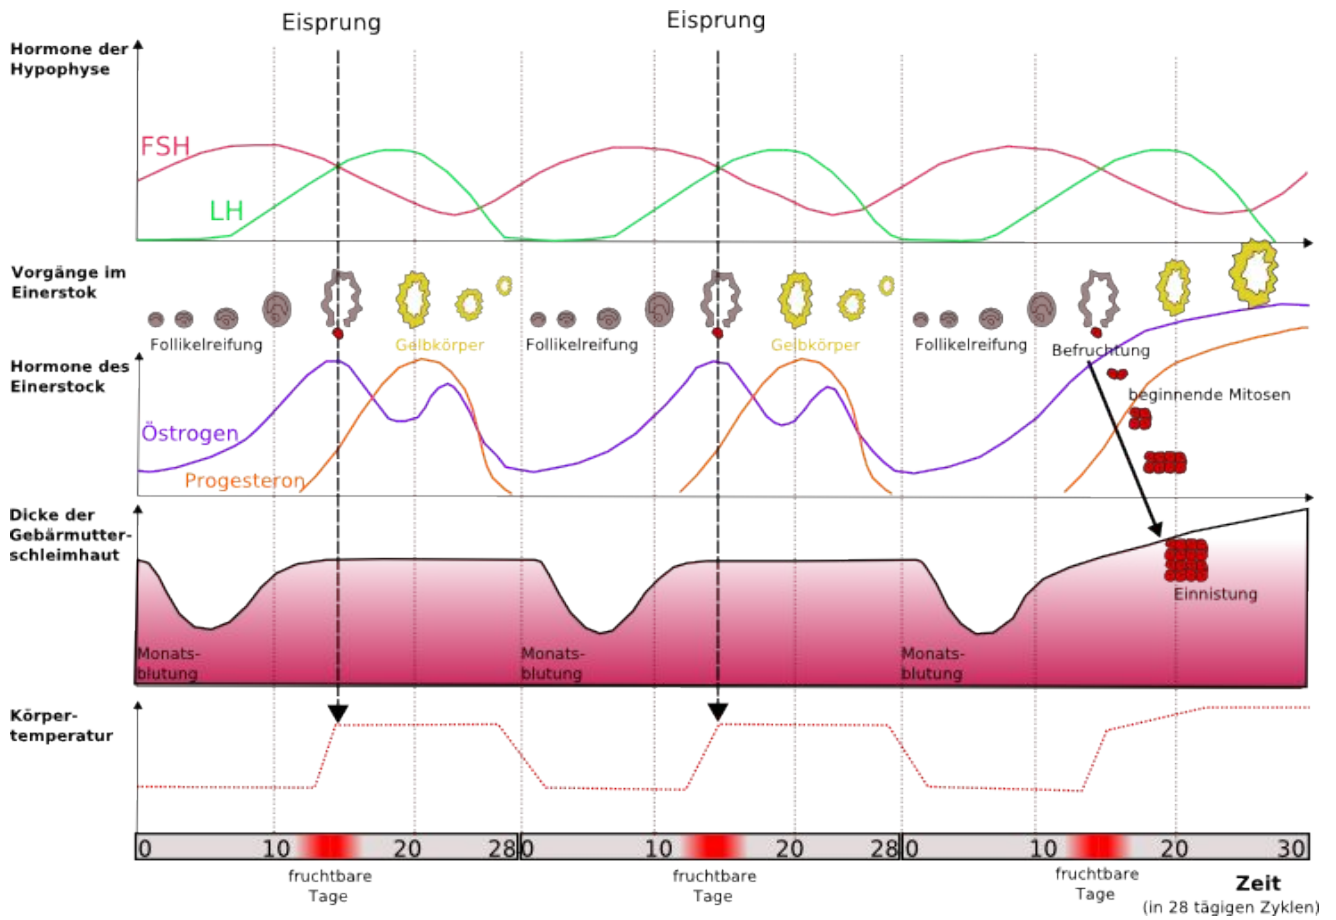 Eisprung
Eisprung
Hormone der
Hypophyse
FSH
LH
Vorgänge im
Einerstok
Follikelreifung
Gelbkörper
Follikelreifung
Gelbkörper
Follikelreifung
Befruchtung
Hormone des
Einerstock
beginnende Mitosen
Östrogen
Progesteron
Dicke der
Gebärmutter-
schleimhaut
Einnistung
Monats-
blutung
Monats-
blutung
Monats-
blutung
Körper-
temperatur
0 10 20 28 0 10 20 28 0 10 20 30
fruchtbare
Tage
fruchtbare
Tage
fruchtbare
Tage
Zeit
(in 28 tägigen Zyklen)